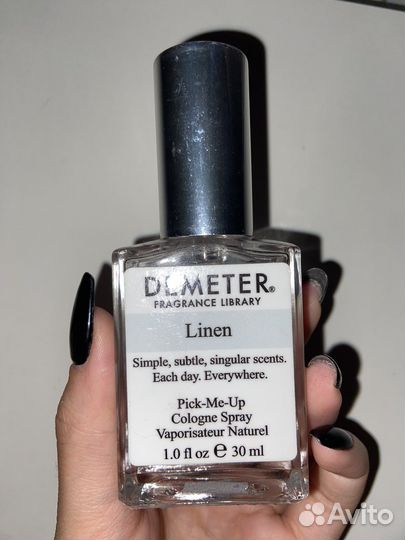 DEMETER®
FRAGRANCE LIBRARY
Linen
Simple, subtle, singular scents.
Each day. Everywhere.
Pick-Me-Up
Cologne Spray
Vaporisateur Naturel
1.0 fl oz ℮ 30 ml
Avito